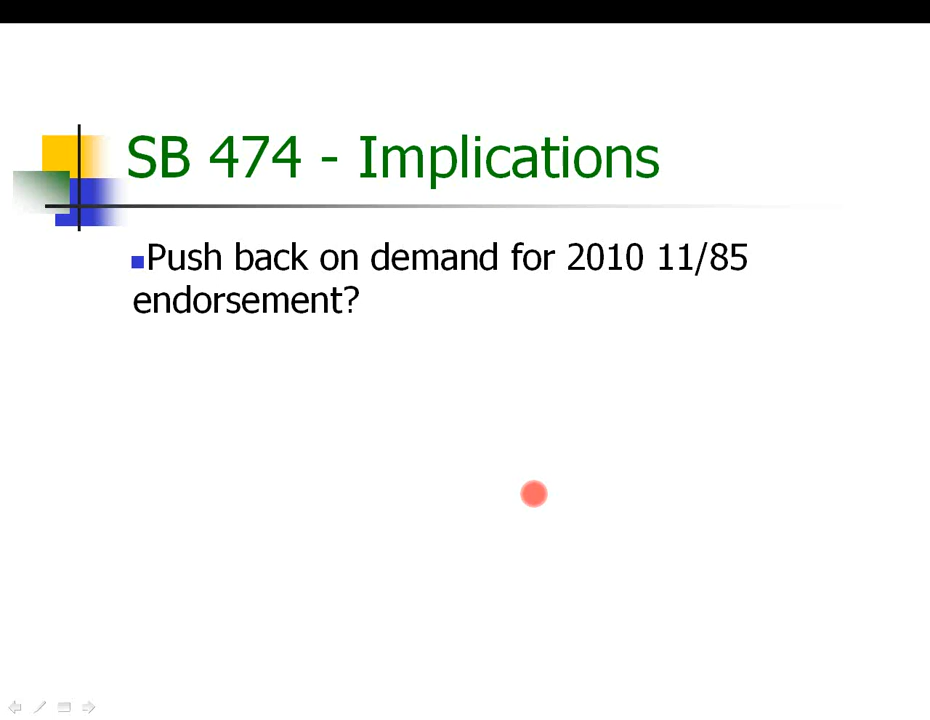 SB 474 - Implications
Push back on demand for 2010 11/85
endorsement?